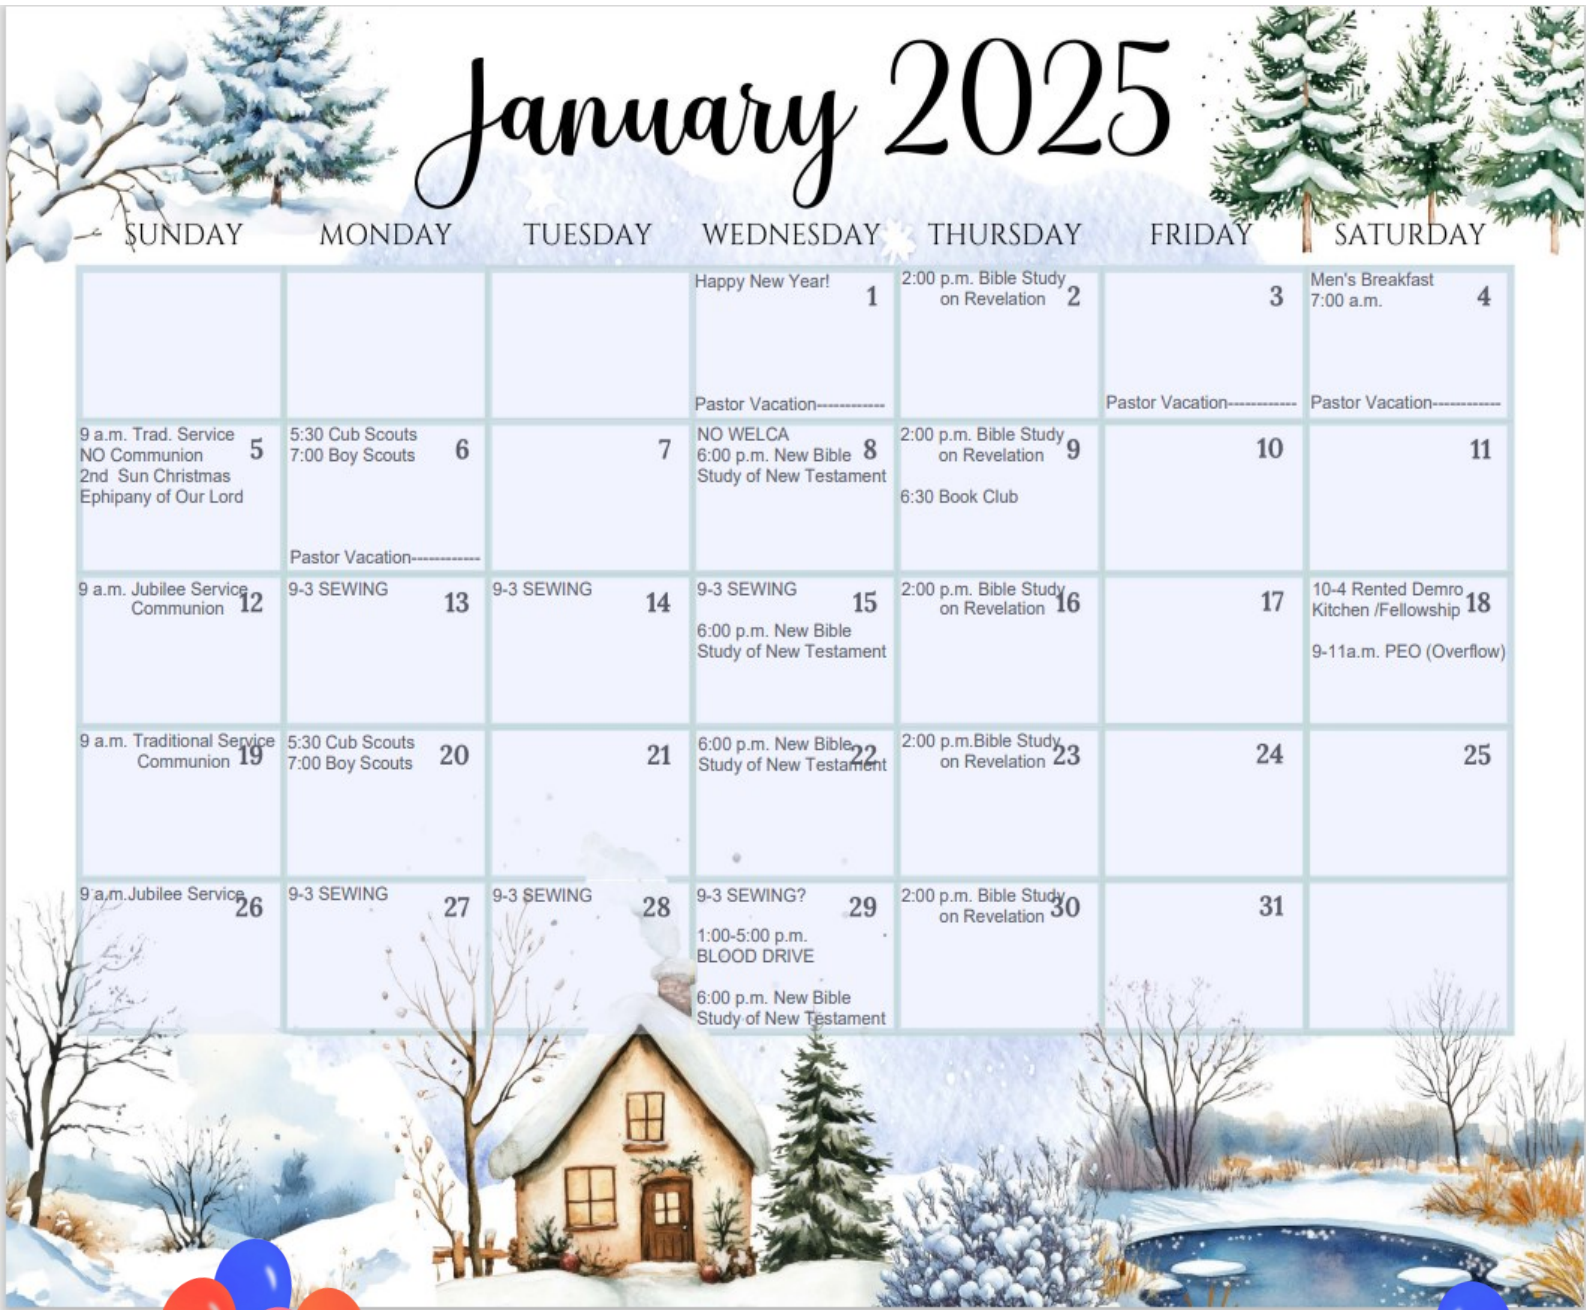 January 2025
SUNDAY MONDAY TUESDAY WEDNESDAY THURSDAY FRIDAY SATURDAY
Happy New Year!
1
Pastor Vacation------------
2:00 p.m. Bible Study
on Revelation 2
3
Pastor Vacation------------
Men's Breakfast
7:00 a.m. 4
Pastor Vacation------------
9 a.m. Trad. Service
NO Communion 5
2nd Sun Christmas
Ephipany of Our Lord
5:30 Cub Scouts
7:00 Boy Scouts 6
Pastor Vacation------------
7
NO WELCA
6:00 p.m. New Bible 8
Study of New Testament
2:00 p.m. Bible Study
on Revelation 9
6:30 Book Club
10
11
9 a.m. Jubilee Service
Communion 12
9-3 SEWING
13
9-3 SEWING
14
9-3 SEWING
15
6:00 p.m. New Bible
Study of New Testament
2:00 p.m. Bible Study
on Revelation 16
17
10-4 Rented Demro
Kitchen /Fellowship 18
9-11a.m. PEO (Overflow)
9 a.m. Traditional Service
Communion 19
5:30 Cub Scouts
7:00 Boy Scouts 20
21
6:00 p.m. New Bible 22
Study of New Testament
2:00 p.m.Bible Study
on Revelation 23
24
25
9 a.m.Jubilee Service
26
9-3 SEWING
27
9-3 SEWING
28
9-3 SEWING?
29
1:00-5:00 p.m.
BLOOD DRIVE
6:00 p.m. New Bible
Study of New Testament
2:00 p.m. Bible Study
on Revelation 30
31